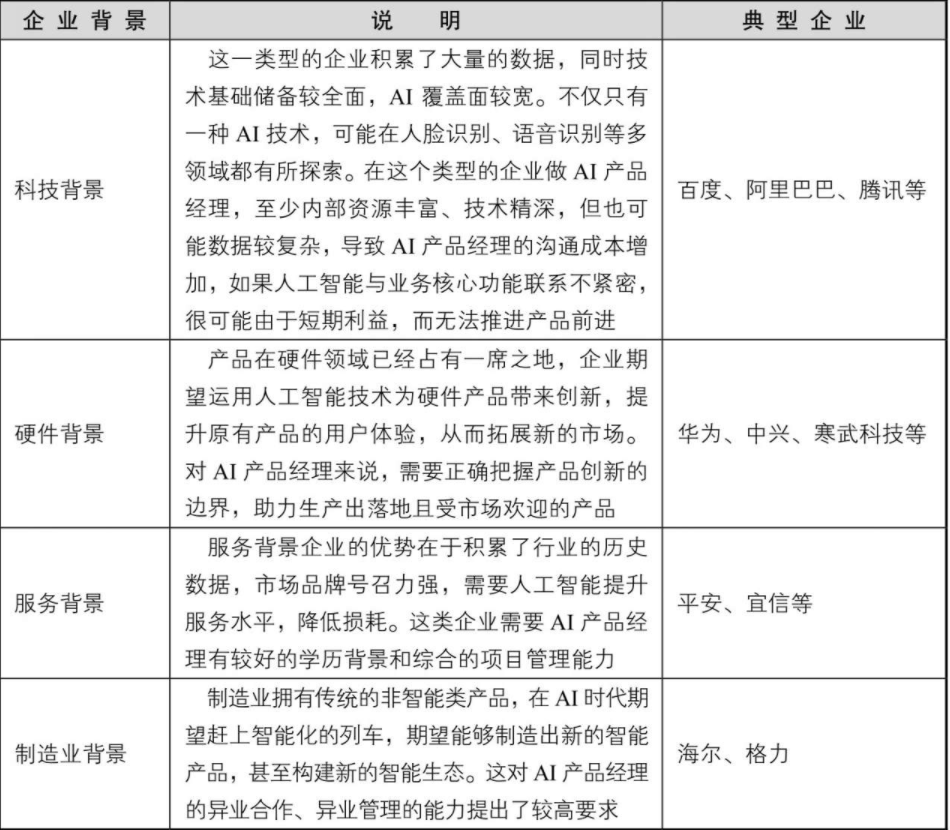 企业背景
说明
典型企业
科技背景
这一类型的企业积累了大量的数据，同时技
术基础储备较全面，AI 覆盖面较宽。不仅只有
一种 AI 技术，可能在人脸识别、语音识别等多
领域都有所探索。在这个类型的企业做 AI 产品
经理，至少内部资源丰富、技术精深，但也可
能数据较复杂，导致 AI 产品经理的沟通成本增
加，如果人工智能与业务核心功能联系不紧密，
很可能由于短期利益，而无法推进产品前进
百度、阿里巴巴、腾讯等
硬件背景
产品在硬件领域已经占有一席之地，企业期
望运用人工智能技术为硬件产品带来创新，提
升原有产品的用户体验，从而拓展新的市场。
对 AI 产品经理来说，需要正确把握产品创新的
边界，助力生产出落地且受市场欢迎的产品
华为、中兴、寒武科技等
服务背景
服务背景企业的优势在于积累了行业的历史
数据，市场品牌号召力强，需要人工智能提升
服务水平，降低损耗。这类企业需要 AI 产品经
理有较好的学历背景和综合的项目管理能力
平安、宜信等
制造业背景
制造业拥有传统的非智能类产品，在 AI 时代期
望赶上智能化的列车，期望能够制造出新的智能
产品，甚至构建新的智能生态。这对 AI 产品经理
的异业合作、异业管理的能力提出了较高要求
海尔、格力